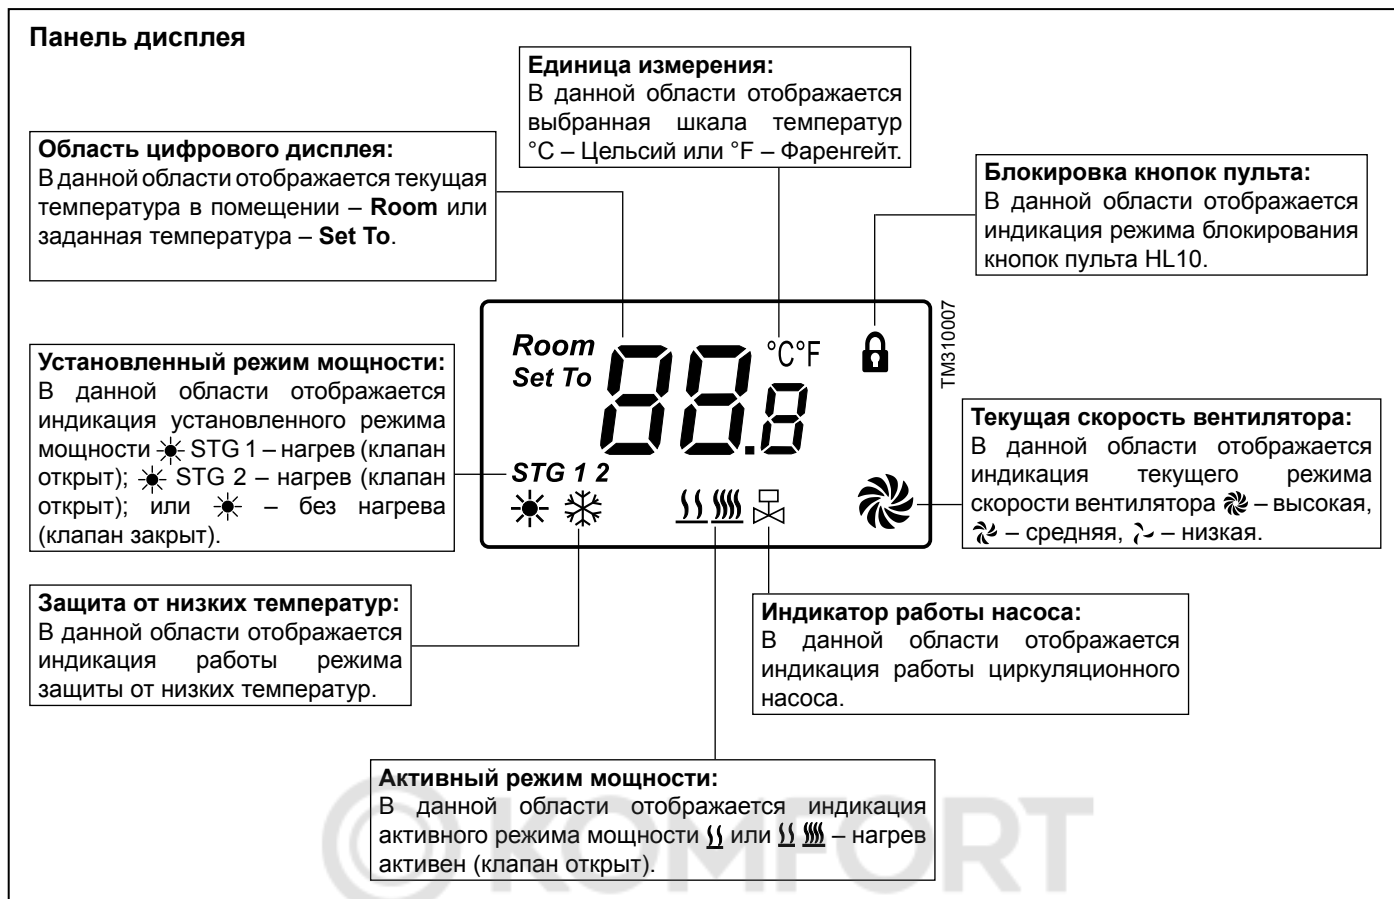 Панель дисплея
Единица измерения:
В данной области отображается
выбранная шкала температур
°C – Цельсий или °F – Фаренгейт.
Область цифрового дисплея:
В данной области отображается текущая
температура в помещении – Room или
заданная температура – Set To.
Блокировка кнопок пульта:
В данной области отображается
индикация режима блокирования
кнопок пульта HL10.
Установленный режим мощности:
В данной области отображается
индикация установленного режима
мощности STG 1 – нагрев (клапан
открыт); STG 2 – нагрев (клапан
открыт); или – без нагрева
(клапан закрыт).
Room
Set To
88.8
°C°F
STG 1 2
TM310007
Текущая скорость вентилятора:
В данной области отображается
индикация текущего режима
скорости вентилятора – высокая,
– средняя, – низкая.
Защита от низких температур:
В данной области отображается
индикация работы режима
защиты от низких температур.
Индикатор работы насоса:
В данной области отображается
индикация работы циркуляционного
насоса.
Активный режим мощности:
В данной области отображается индикация
активного режима мощности или – нагрев
активен (клапан открыт).
©KOMFORT